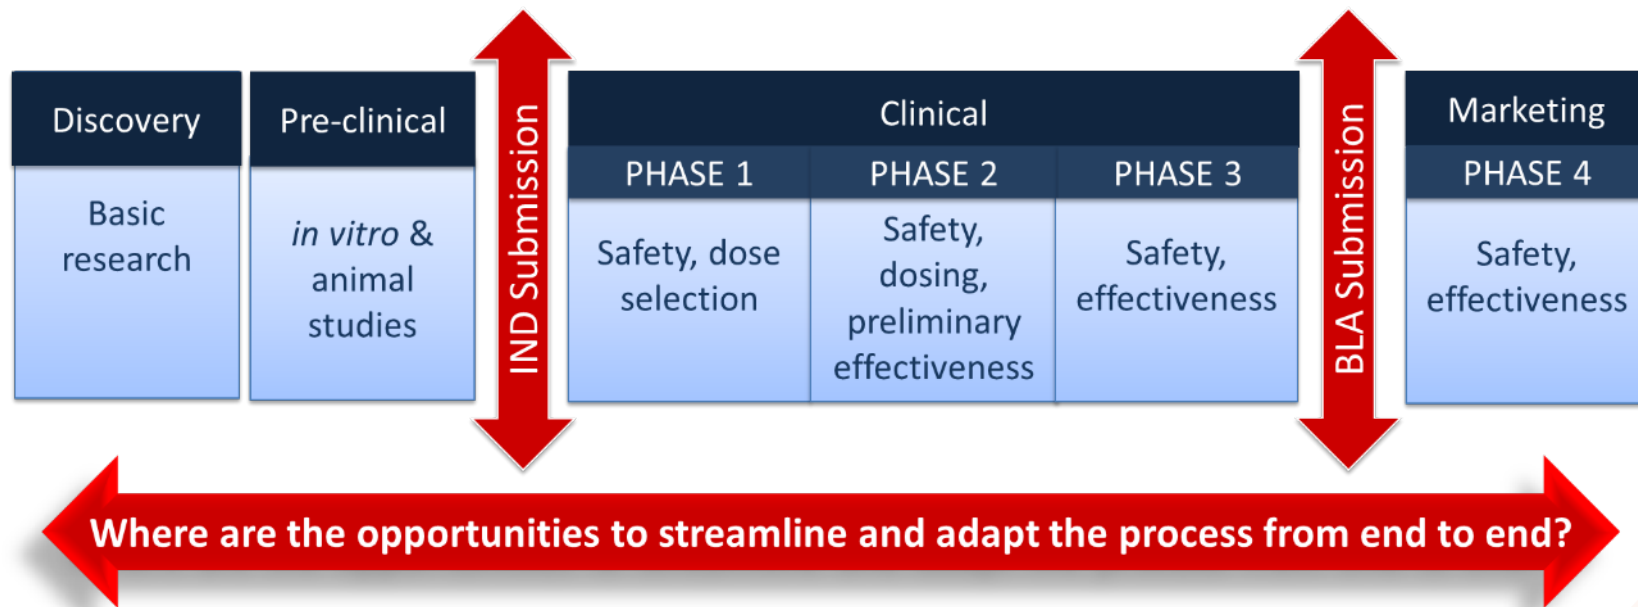 Discovery
Basic
research
Pre-clinical
in vitro &
animal
studies
IND Submission
Clinical
PHASE 1
Safety, dose
selection
PHASE 2
Safety,
dosing,
preliminary
effectiveness
PHASE 3
Safety,
effectiveness
BLA Submission
Marketing
PHASE 4
Safety,
effectiveness
Where are the opportunities to streamline and adapt the process from end to end?